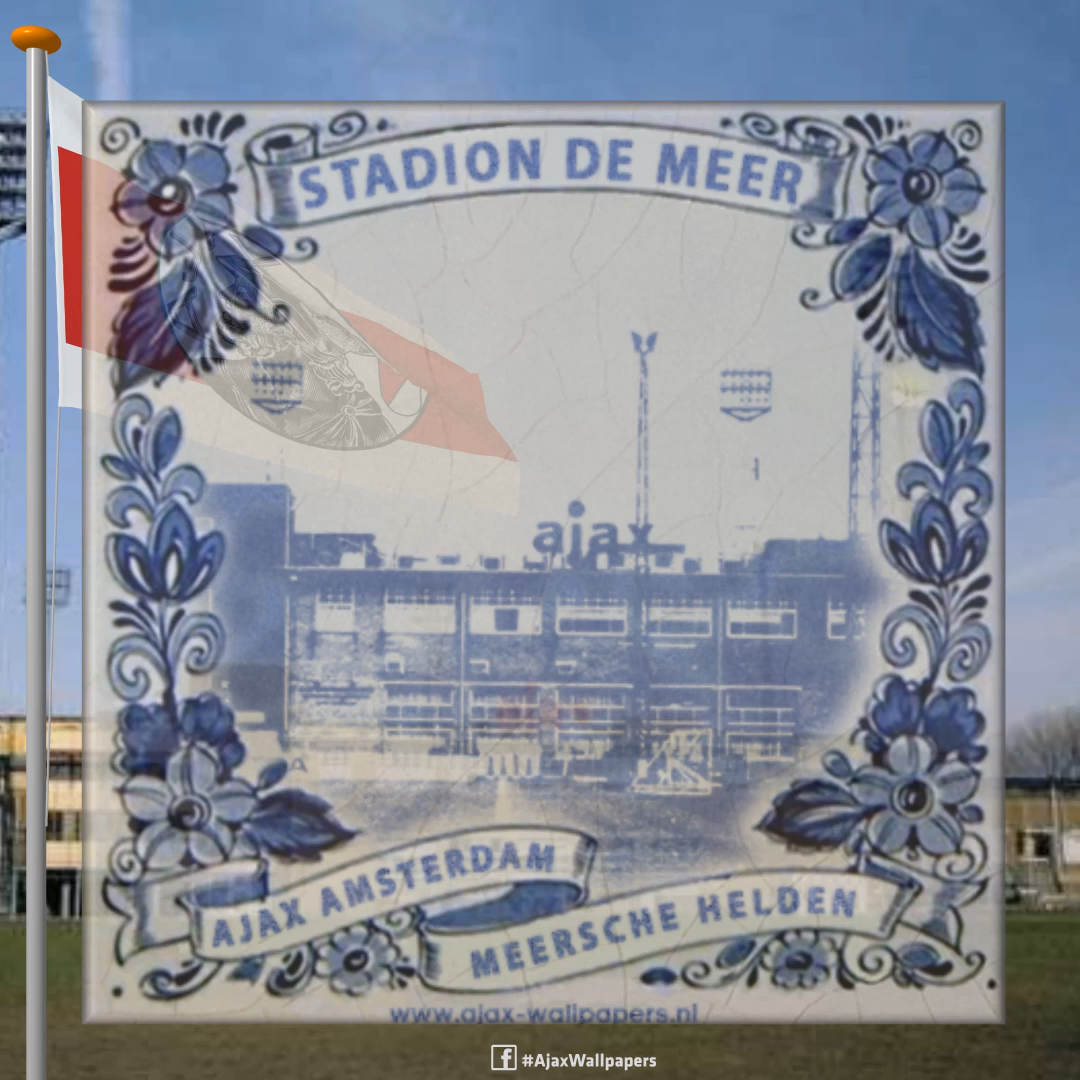 STADION DE MEER
ajax
AJAX AMSTERDAM
MEERSCHE HELDEN
www.ajax-wallpapers.nl
#AjaxWallpapers